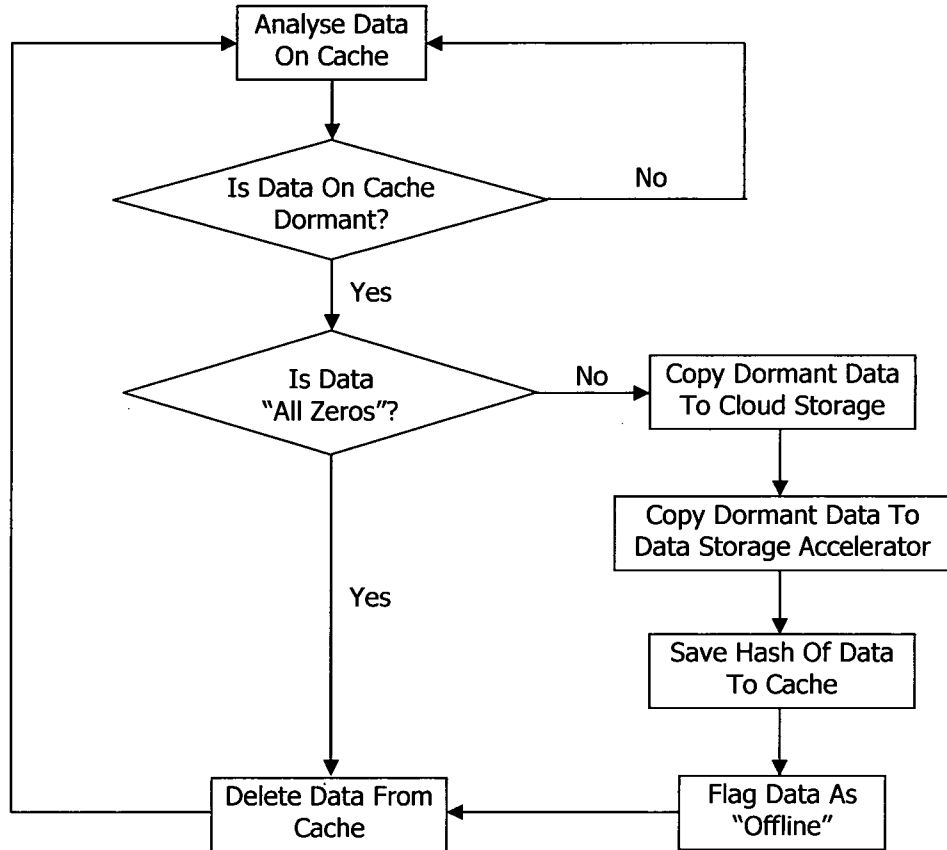 Analyse Data
On Cache
Is Data On Cache
Dormant?
No
Yes
Is Data
“All Zeros”?
No
Copy Dormant Data
To Cloud Storage
Copy Dormant Data To
Data Storage Accelerator
Yes
Save Hash Of Data
To Cache
Flag Data As
“Offline”
Delete Data From
Cache